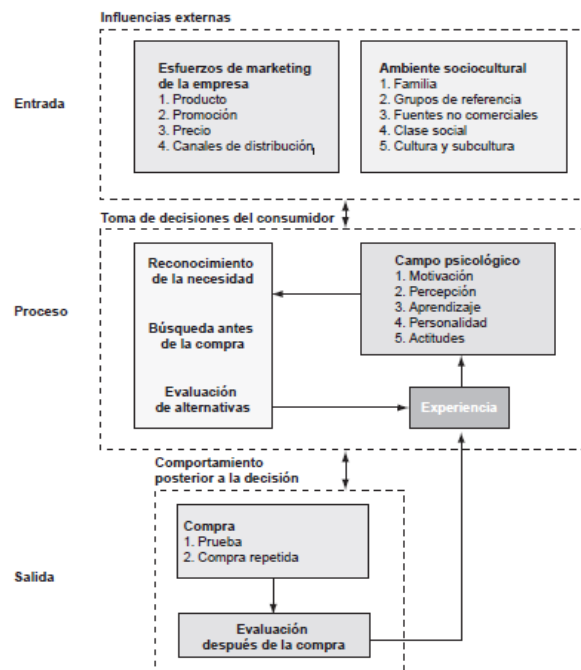 Influencias externas
Entrada
Esfuerzos de marketing
de la empresa
1. Producto
2. Promoción
3. Precio
4. Canales de distribución
Ambiente sociocultural
1. Familia
2. Grupos de referencia
3. Fuentes no comerciales
4. Clase social
5. Cultura y subcultura
Toma de decisiones del consumidor
Proceso
Reconocimiento
de la necesidad
Búsqueda antes
de la compra
Evaluación
de alternativas
Campo psicológico
1. Motivación
2. Percepción
3. Aprendizaje
4. Personalidad
5. Actitudes
Experiencia
Comportamiento
posterior a la decisión
Salida
Compra
1. Prueba
2. Compra repetida
Evaluación
después de la compra